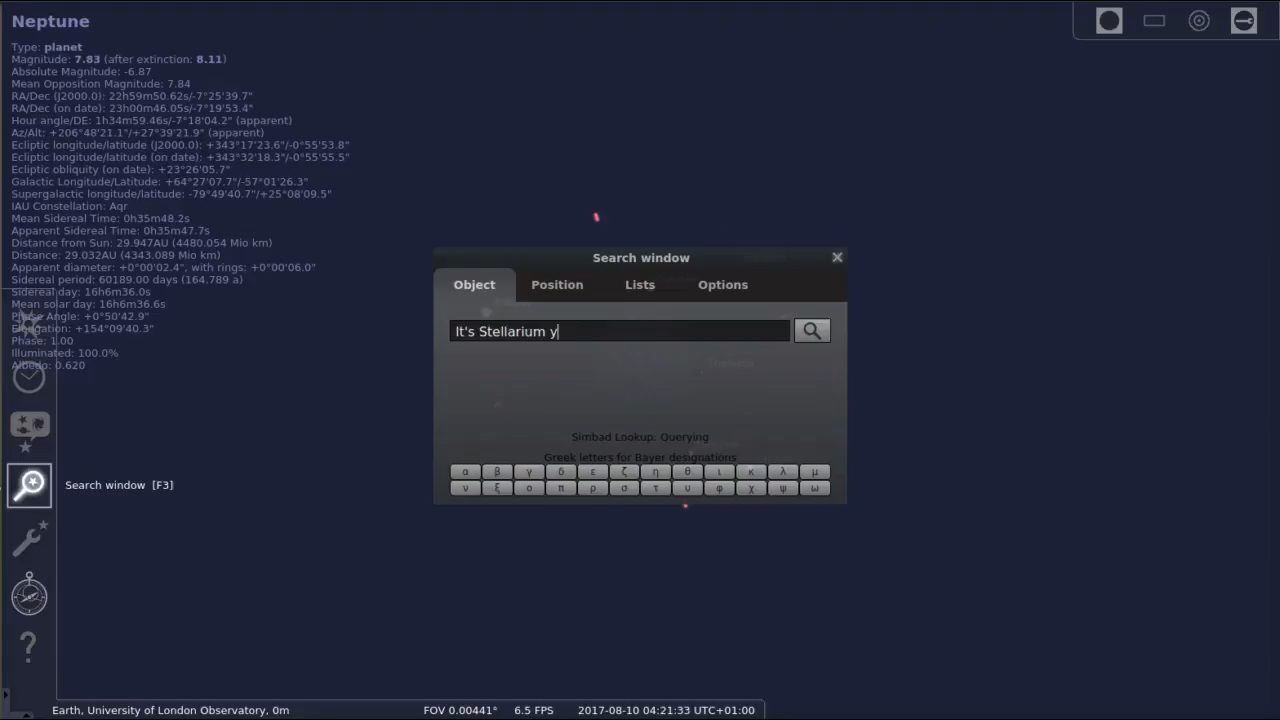 Neptune
Type: planet
Magnitude: 7.83 (after extinction: 8.11)
Absolute Magnitude: -6.87
Mean Opposition Magnitude: 7.84
RA/Dec (J2000.0): 22h59m50.62s/-7°25'39.7"
RA/Dec (on date): 23h00m46.05s/-7°19'53.4"
Hour angle/DE: 1h34m59.46s/-7°18'04.2" (apparent)
Az/Alt: +206°48'21.1"/+27°39'21.9" (apparent)
Ecliptic longitude/latitude (J2000.0): +343°17'23.6"/-0°55'53.8"
Ecliptic longitude/latitude (on date): +343°32'18.3"/-0°55'55.5"
Ecliptic obliquity (on date): +23°26'05.7"
Galactic Longitude/Latitude: +64°27'07.7"/-57°01'26.3"
Supergalactic longitude/latitude: -79°49'40.7"/+25°08'09.5"
IAU Constellation: Aqr
Mean Sidereal Time: 0h35m48.2s
Apparent Sidereal Time: 0h35m47.7s
Distance from Sun: 29.947AU (4480.054 Mio km)
Distance: 29.032AU (4343.089 Mio km)
Apparent diameter: +0°00'02.4", with rings: +0°00'06.0"
Sidereal period: 60189.00 days (164.789 a)
Sidereal day: 16h6m36.0s
Mean solar day: 16h6m36.6s
Phase Angle: +0°50'42.9"
Elongation: +154°09'40.3"
Phase: 1.00
Illuminated: 100.0%
Albedo: 0.620
Search window
Object Position Lists Options
It's Stellarium y
Simbad Lookup: Querying
Greek letters for Bayer designations
α β γ δ ε ζ η θ ι κ λ μ
ν ξ ο π ρ σ τ υ φ χ ψ ω
Search window [F3]
Earth, University of London Observatory, 0m FOV 0.00441° 6.5 FPS 2017-08-10 04:21:33 UTC+01:00